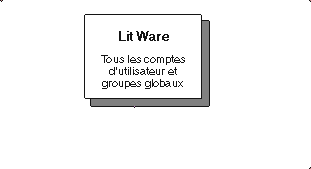 Lit Ware
Tous les comptes
d'utilisateur et
groupes globaux